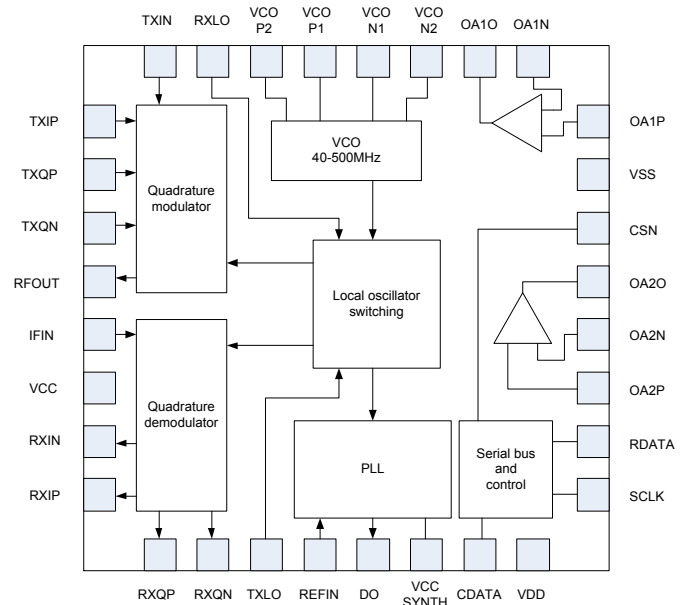 TXIN
RXLO
VCO
P2
VCO
P1
VCO
N1
VCO
N2
OA1O
OA1N
TXIP
TXQP
TXQN
RFOUT
IFIN
VCC
RXIN
RXIP
Quadrature
modulator
Quadrature
demodulator
VCO
40-500MHz
Local oscillator
switching
PLL
Serial bus
and
control
OA1P
VSS
CSN
OA2O
OA2N
OA2P
RDATA
SCLK
RXQP
RXQN
TXLO
REFIN
DO
VCC
SYNTH
CDATA
VDD